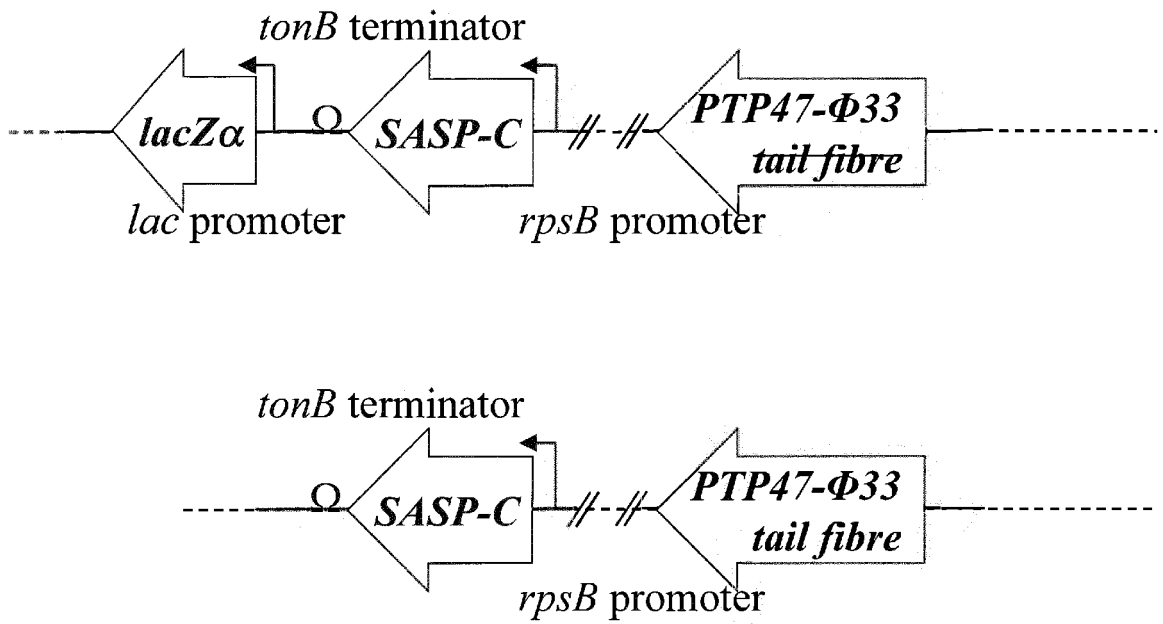 tonB terminator
lacZα SASP-C PTP47-Φ33
tail fibre
lac promoter rpsB promoter
tonB terminator
SASP-C PTP47-Φ33
tail fibre
rpsB promoter